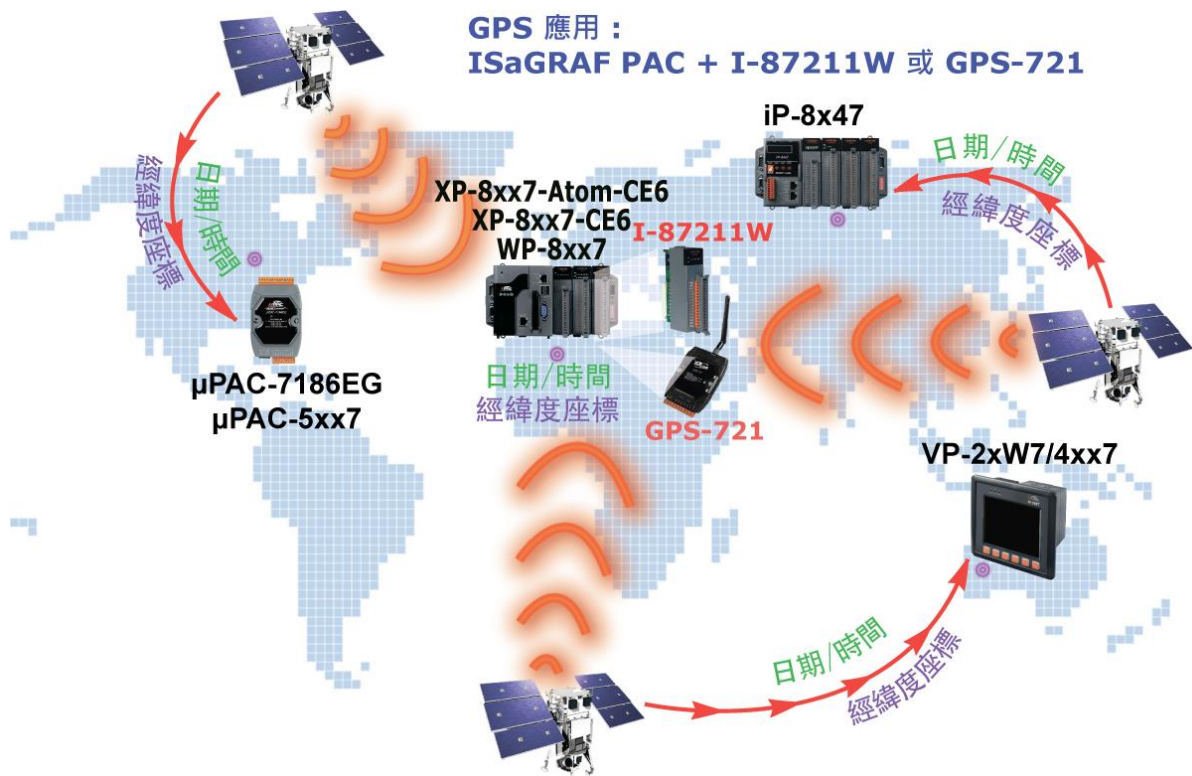 GPS 應用：
ISaGRAF PAC + I-87211W 或 GPS-721
iP-8x47
日期/時間
經緯度座標
日期/時間
經緯度座標
XP-8xx7-Atom-CE6
XP-8xx7-CE6
WP-8xx7
I-87211W
日期/時間
經緯度座標
GPS-721
µPAC-7186EG
µPAC-5xx7
VP-2xW7/4xx7
日期/時間
經緯度座標